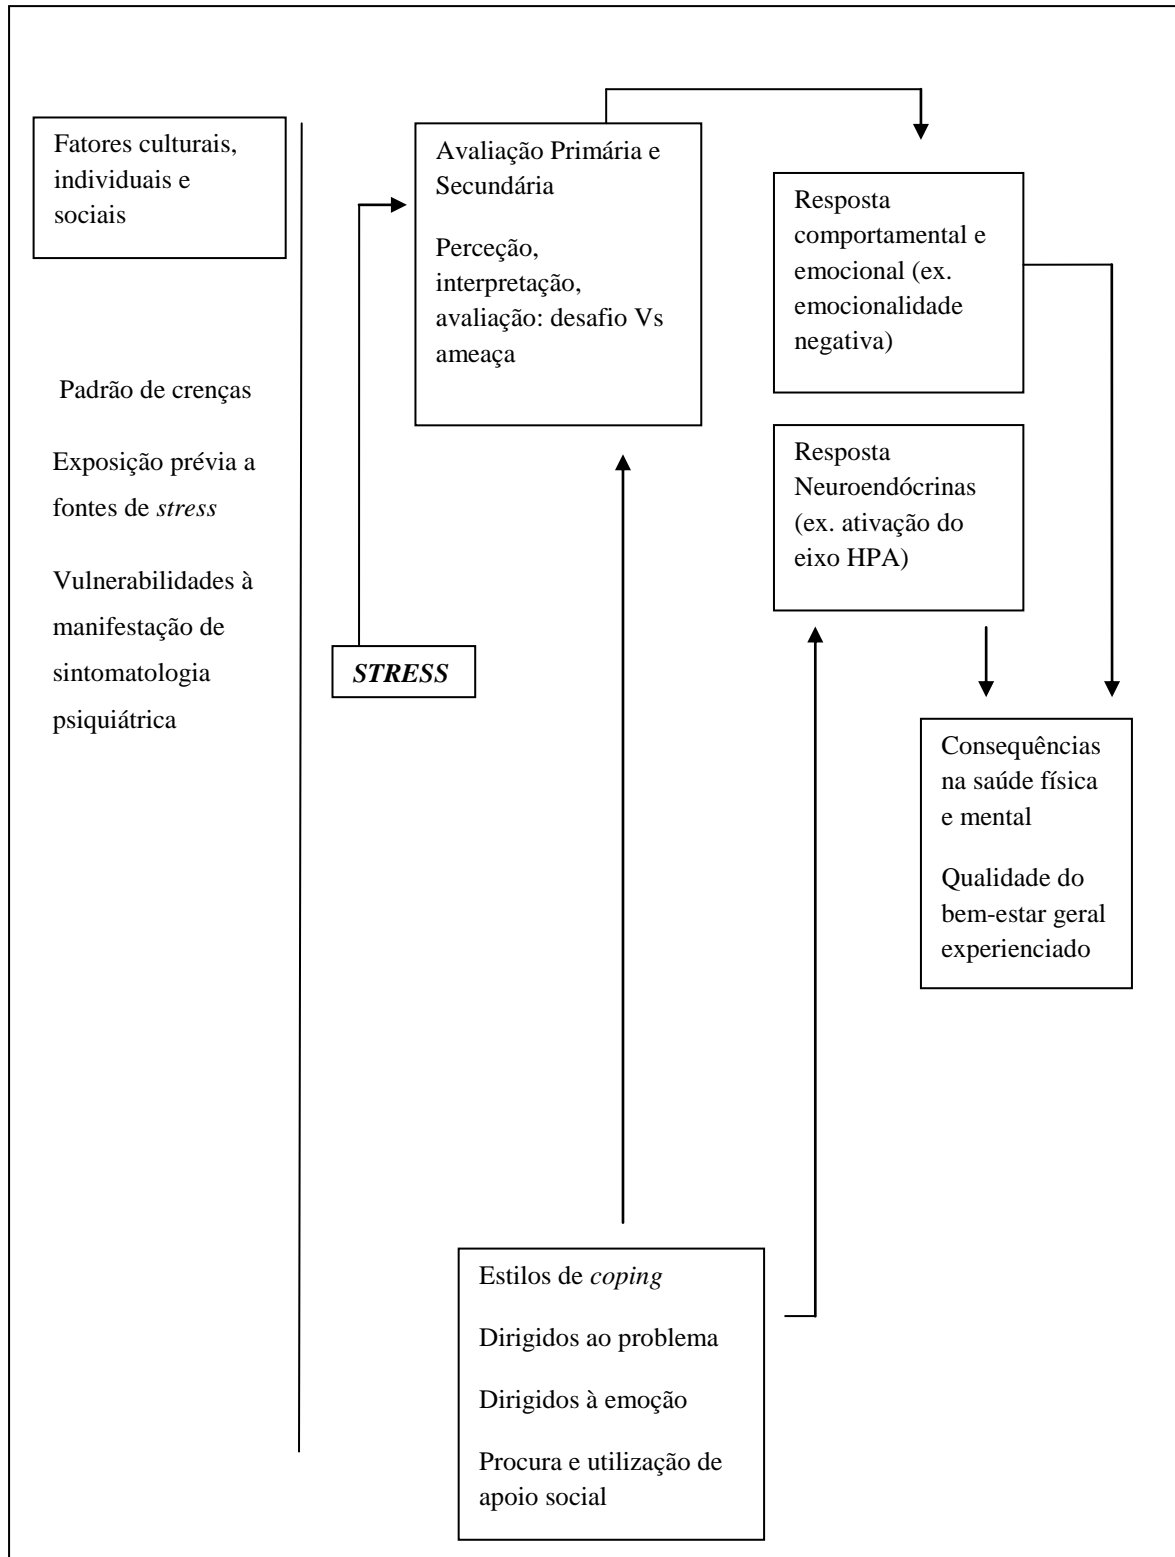 Fatores culturais,
individuais e
sociais
Padrão de crenças
Exposição prévia a
fontes de stress
Vulnerabilidades à
manifestação de
sintomatologia
psiquiátrica
STRESS
Avaliação Primária e
Secundária
Perceção,
interpretação,
avaliação: desafio Vs
ameaça
Resposta
comportamental e
emocional (ex.
emocionalidade
negativa)
Resposta
Neuroendócrinas
(ex. ativação do
eixo HPA)
Consequências
na saúde física
e mental
Qualidade do
bem-estar geral
experienciado
Estilos de coping
Dirigidos ao problema
Dirigidos à emoção
Procura e utilização de
apoio social